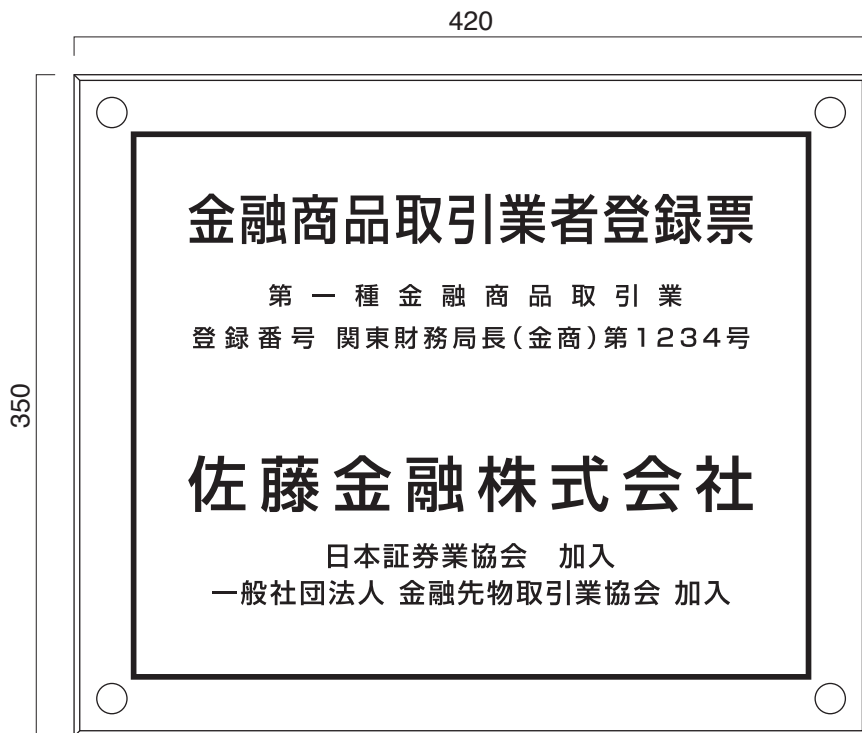 420
350
金融商品取引業者登録票
第一種金融商品取引業
登録番号 関東財務局長(金商)第1234号
佐藤金融株式会社
日本証券業協会　加入
一般社団法人 金融先物取引業協会 加入